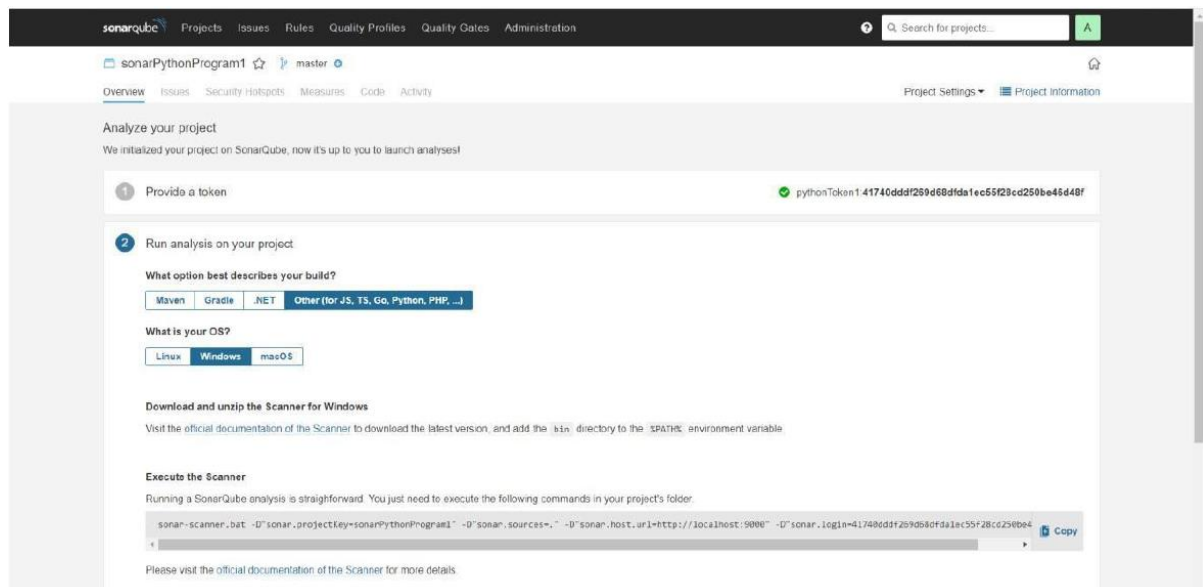 sonarqube Projects Issues Rules Quality Profiles Quality Gates Administration ? Search for projects... A
sonarPythonProgram1 master
Overview Issues Security Hotspots Measures Code Activity Project Settings Project Information
Analyze your project
We initialized your project on SonarQube, now it's up to you to launch analyses!
1 Provide a token pythonToken1:41740dddf269d68dfda1ec55f28cd250be46d48f
2 Run analysis on your project
What option best describes your build?
Maven Gradle .NET Other (for JS, TS, Go, Python, PHP, ...)
What is your OS?
Linux Windows macOS
Download and unzip the Scanner for Windows
Visit the official documentation of the Scanner to download the latest version, and add the bin directory to the %PATH% environment variable
Execute the Scanner
Running a SonarQube analysis is straighforward. You just need to execute the following commands in your project's folder.
sonar-scanner.bat -D"sonar.projectKey=sonarPythonProgram1" -D"sonar.sources=." -D"sonar.host.url=http://localhost:9000" -D"sonar.login=41740dddf269d68dfda1ec55f28cd250be4 Copy
Please visit the official documentation of the Scanner for more details.